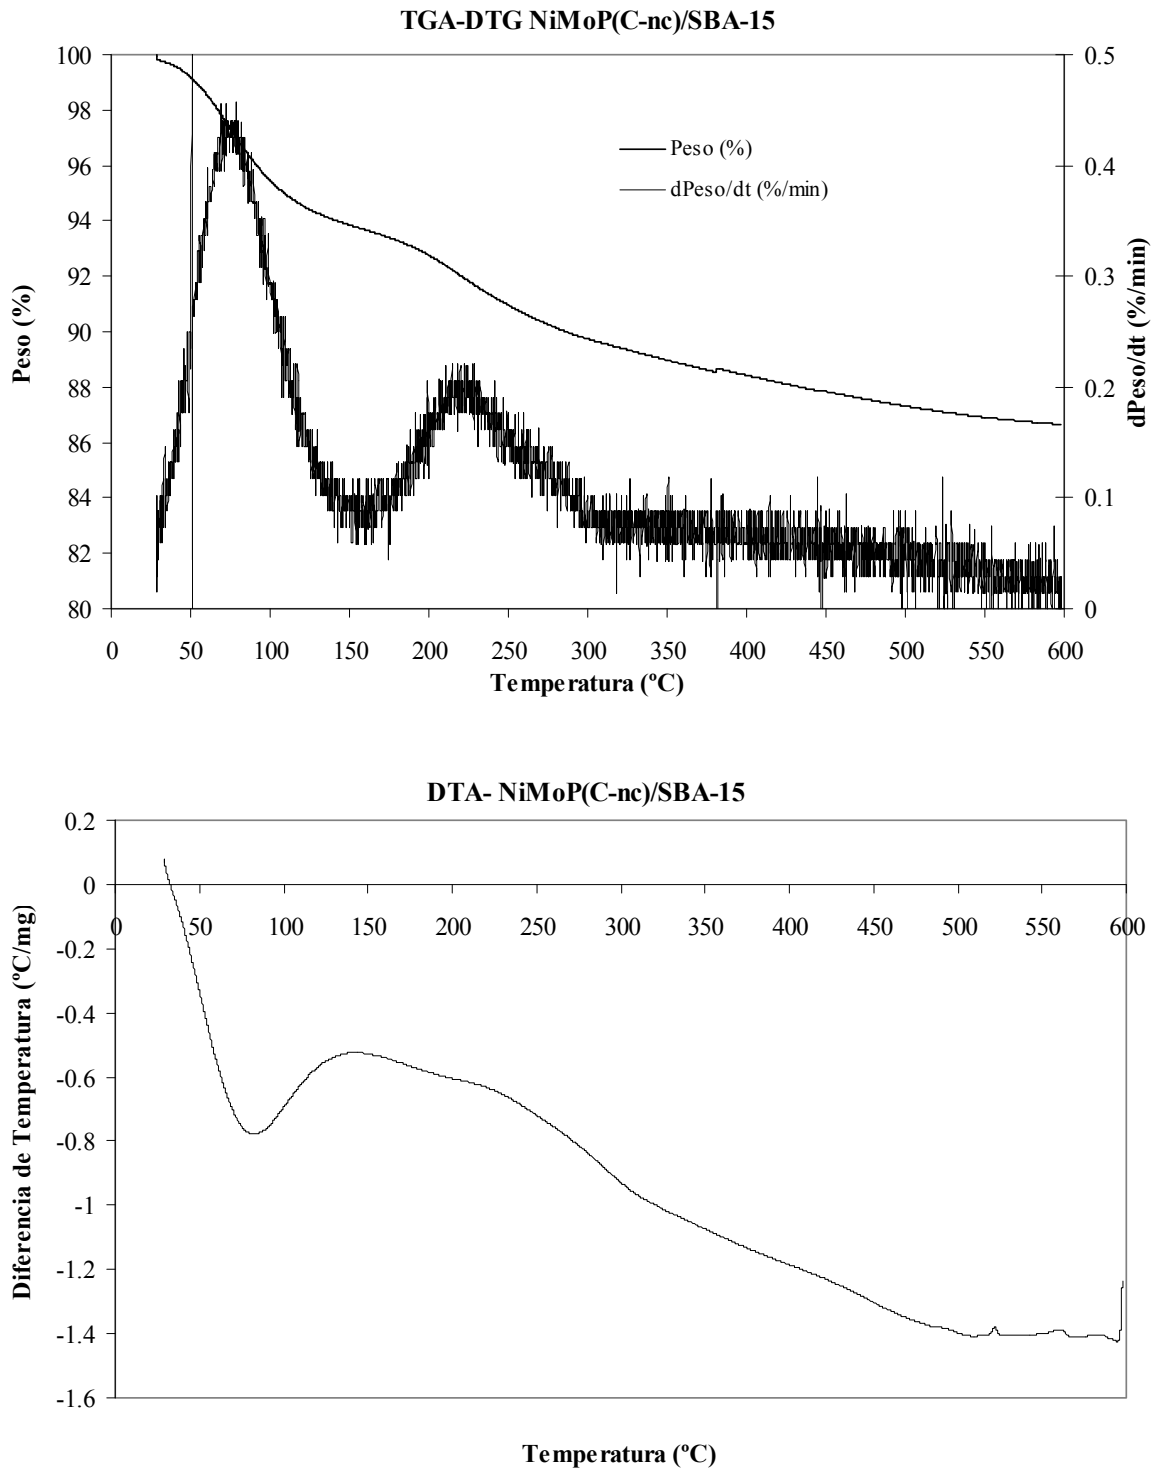 TGA-DTG NiMoP(C-nc)/SBA-15
100
98
96
94
92
90
88
86
84
82
80
Peso (%)
0.5
0.4
0.3
0.2
0.1
0
dPeso/dt (%/min)
Peso (%)
dPeso/dt (%/min)
0 50 100 150 200 250 300 350 400 450 500 550 600
Temperatura (ºC)
DTA- NiMoP(C-nc)/SBA-15
0.2
0
-0.2
-0.4
-0.6
-0.8
-1
-1.2
-1.4
-1.6
Diferencia de Temperatura (ºC/mg)
0 50 100 150 200 250 300 350 400 450 500 550 600
Temperatura (ºC)